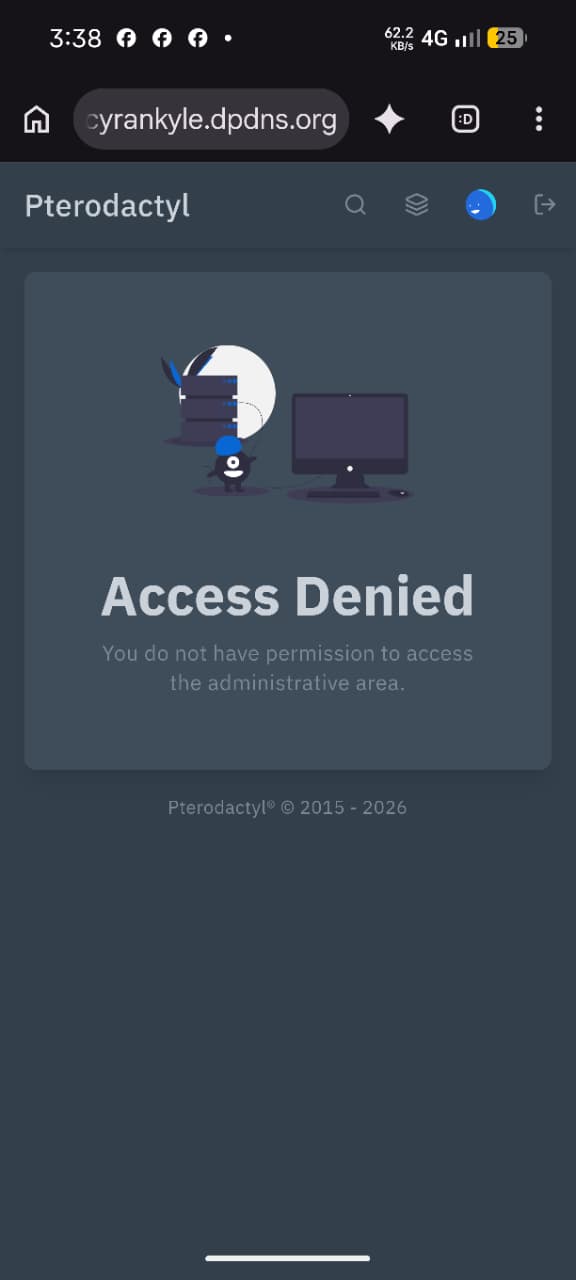 3:38
62.2
KB/s
4G
25
cyrankyle.dpdns.org
:D
Pterodactyl
Access Denied
You do not have permission to access
the administrative area.
Pterodactyl® © 2015 - 2026